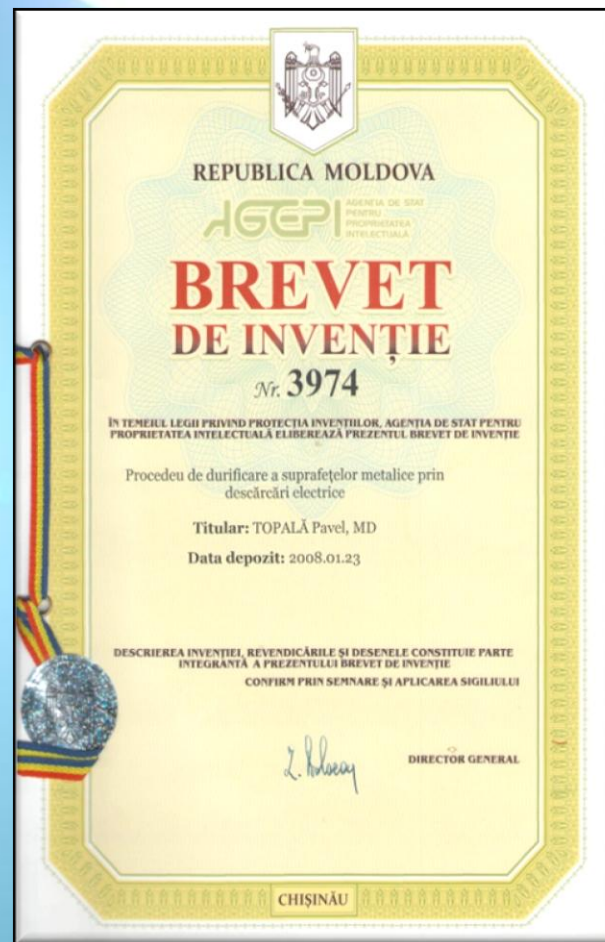 REPUBLICA MOLDOVA
AGEPI
AGENȚIA DE STAT
PENTRU
PROPRIETATEA
INTELECTUALĂ
BREVET
DE INVENȚIE
Nr. 3974
ÎN TEMEIUL LEGII PRIVIND PROTECȚIA INVENȚIILOR, AGENȚIA DE STAT PENTRU
PROPRIETATEA INTELECTUALĂ ELIBEREAZĂ PREZENTUL BREVET DE INVENȚIE
Procedeu de durificare a suprafețelor metalice prin
descărcări electrice
Titular: TOPALĂ Pavel, MD
Data depozit: 2008.01.23
DESCRIEREA INVENȚIEI, REVENDICĂRILE ȘI DESENELE CONSTITUIE PARTE
INTEGRANTĂ A PREZENTULUI BREVET DE INVENȚIE
CONFIRM PRIN SEMNARE ȘI APLICAREA SIGILIULUI
DIRECTOR GENERAL
CHIȘINĂU